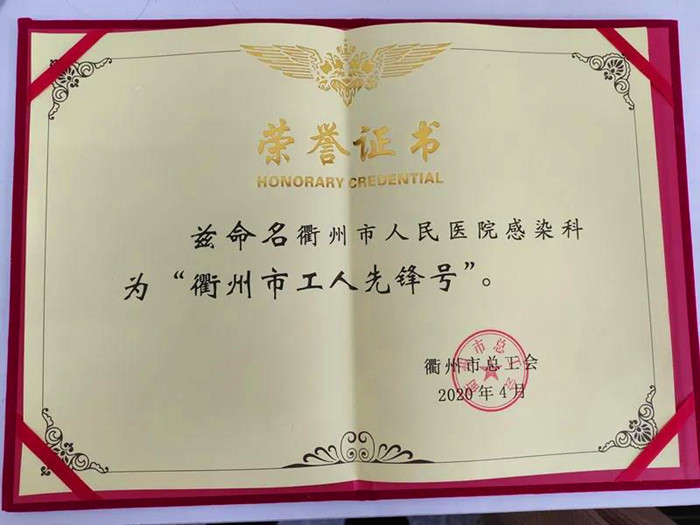 荣誉证书
HONORARY CREDENTIAL
兹命名衢州市人民医院感染科
为“衢州市工人先锋号”。
衢州市总工会
2020年4月